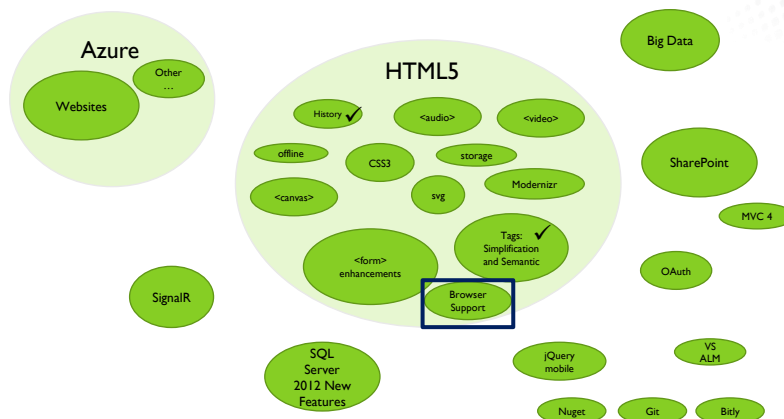 Azure
Other
…
Websites
HTML5
Big Data
History
<audio>
<video>
offline
CSS3
storage
SharePoint
<canvas>
svg
Modernizr
MVC 4
Tags:
Simplification
and Semantic
<form>
enhancements
OAuth
SignalR
Browser
Support
SQL
Server
2012 New
Features
jQuery
mobile
VS
ALM
Nuget
Git
Bitly